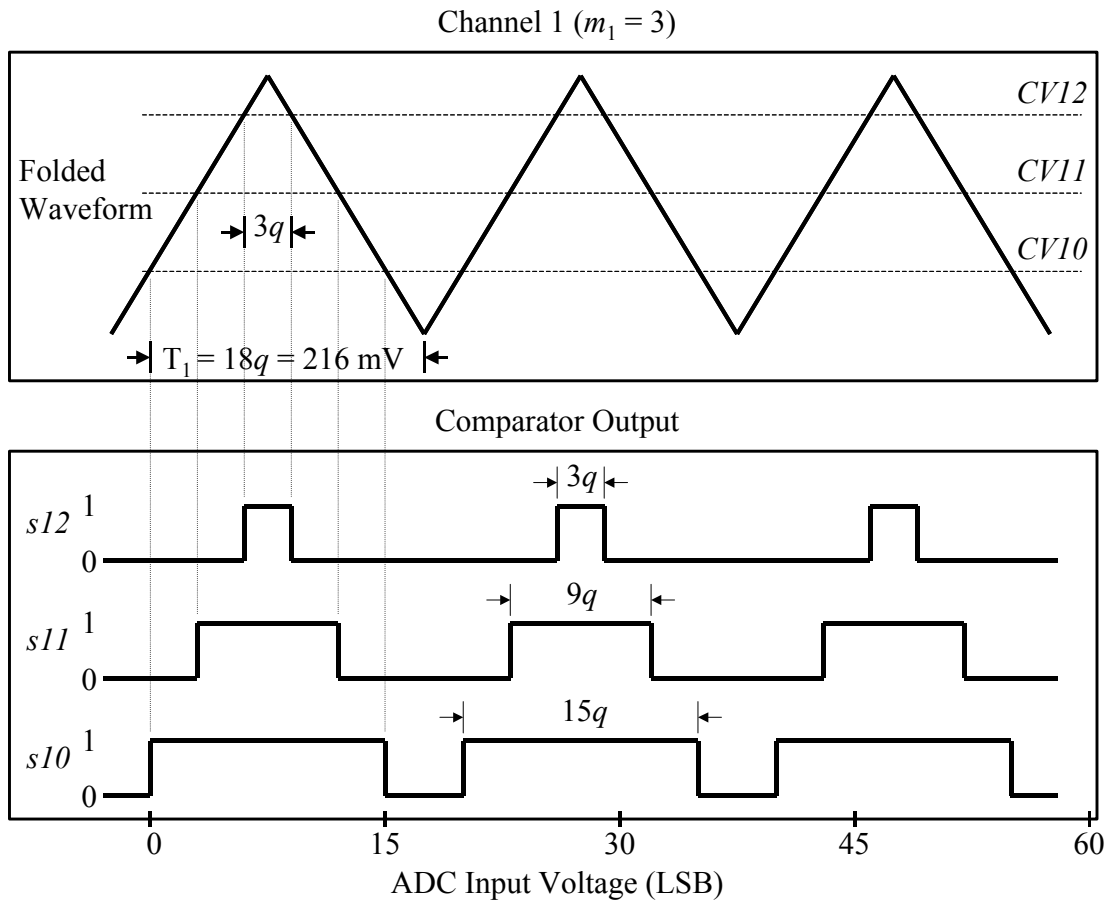 Channel 1 (m₁ = 3)
CV12
Folded
Waveform
CV11
3q
CV10
T₁ = 18q = 216 mV
Comparator Output
3q
s12
1
0
9q
s11
1
0
15q
s10
1
0
0 15 30 45 60
ADC Input Voltage (LSB)